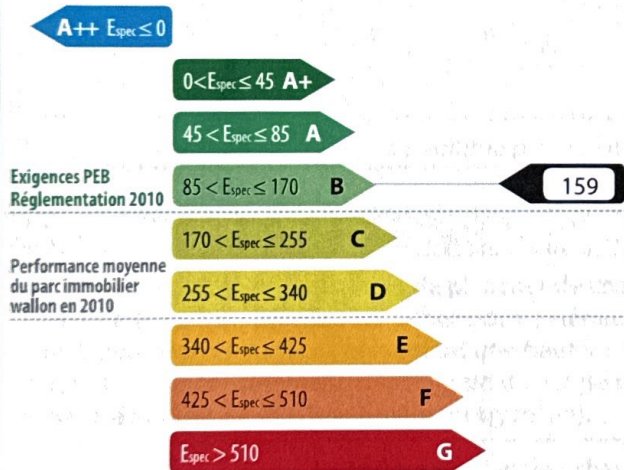 A++ Espec ≤ 0
0<Espec ≤ 45 A+
45 < Espec ≤ 85 A
Exigences PEB
Réglementation 2010
85 < Espec ≤ 170 B
159
170 < Espec ≤ 255 C
Performance moyenne
du parc immobilier
wallon en 2010
255 < Espec ≤ 340 D
340 < Espec ≤ 425 E
425 < Espec ≤ 510 F
Espec > 510 G